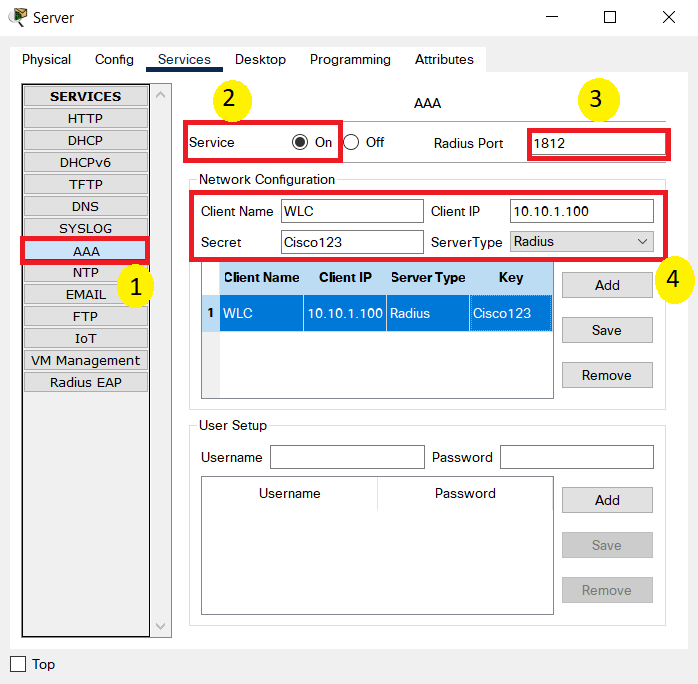 Server
Physical Config Services Desktop Programming Attributes
SERVICES
HTTP
DHCP
DHCPv6
TFTP
DNS
SYSLOG
AAA
NTP
EMAIL
FTP
IoT
VM Management
Radius EAP
1
2
3
AAA
Service On Off Radius Port 1812
Network Configuration
Client Name WLC Client IP 10.10.1.100
Secret Cisco123 ServerType Radius
4
Client Name Client IP Server Type Key
1 WLC 10.10.1.100 Radius Cisco123
Add
Save
Remove
User Setup
Username Password
Username Password
Add
Save
Remove
Top